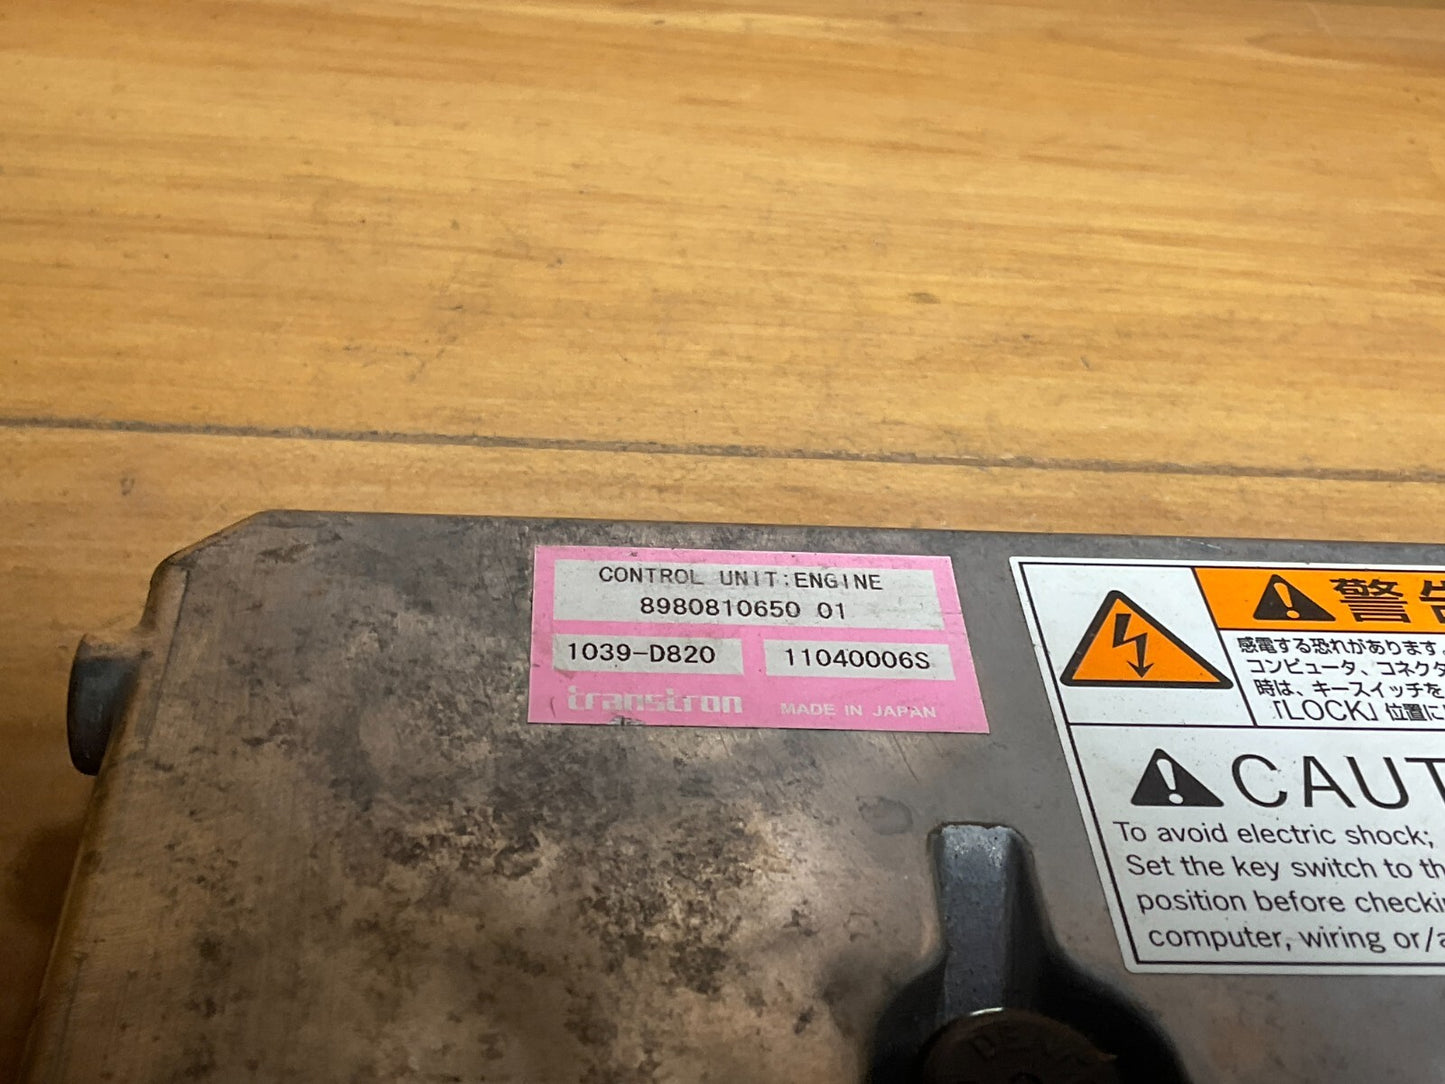 CONTROL UNIT:ENGINE
8980810650 01
1039-D820
11040006S
transtron
MADE IN JAPAN
警告
感電する恐れがあります。
コンピュータ、コネクタ
時は、キースイッチを
「LOCK」位置に
CAUT
To avoid electric shock;
Set the key switch to th
position before checki
computer, wiring or/a